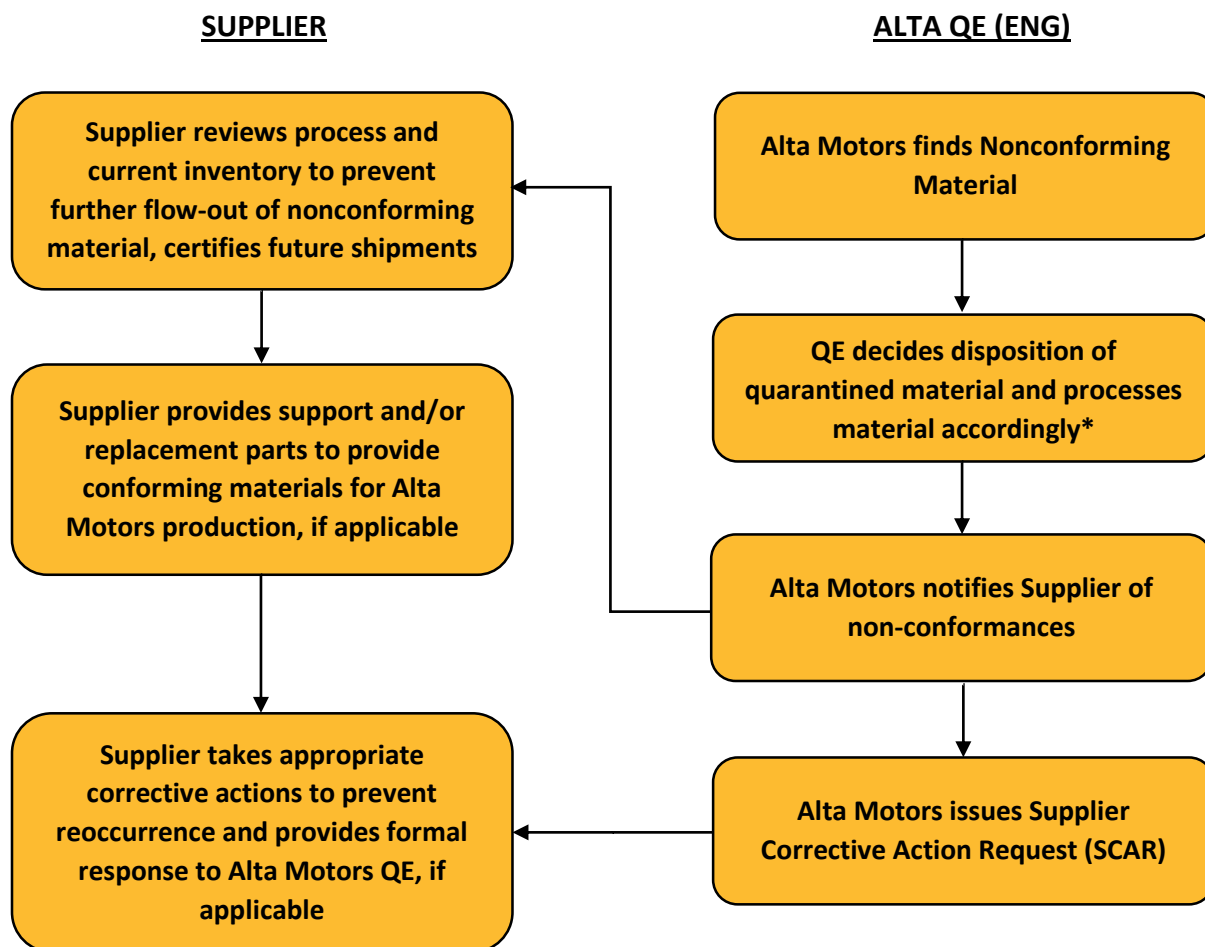 SUPPLIER
ALTA QE (ENG)
Supplier reviews process and
current inventory to prevent
further flow-out of nonconforming
material, certifies future shipments
Supplier provides support and/or
replacement parts to provide
conforming materials for Alta
Motors production, if applicable
Supplier takes appropriate
corrective actions to prevent
reoccurrence and provides formal
response to Alta Motors QE, if
applicable
Alta Motors finds Nonconforming
Material
QE decides disposition of
quarantined material and processes
material accordingly*
Alta Motors notifies Supplier of
non-conformances
Alta Motors issues Supplier
Corrective Action Request (SCAR)